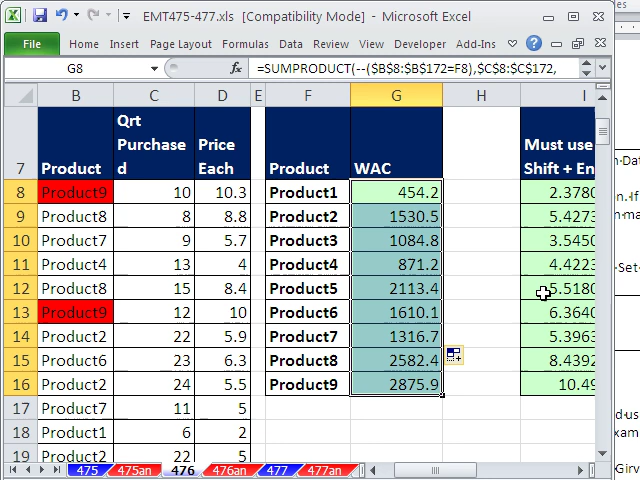 EMT475-477.xls [Compatibility Mode] - Microsoft Excel
File Home Insert Page Layout Formulas Data Review View Developer Add-Ins
G8 fx =SUMPRODUCT(--($B$8:$B$172=F8),$C$8:$C$172,
B C D E F G H I
7 Product Qrt Purchased Price Each Product WAC Must use Shift + En
8 Product9 10 10.3 Product1 454.2 2.3780
9 Product8 8 8.8 Product2 1530.5 5.4273
10 Product7 9 5.7 Product3 1084.8 3.5450
11 Product4 13 4 Product4 871.2 4.4223
12 Product8 15 8.4 Product5 2113.4 5.5180
13 Product9 12 10 Product6 1610.1 6.3640
14 Product2 22 5.9 Product7 1316.7 5.3963
15 Product6 23 6.3 Product8 2582.4 8.4392
16 Product2 24 5.5 Product9 2875.9 10.49
17 Product7 11 5
18 Product1 6 2
19 Product2 22 5
475 475an 476 476an 477 477an